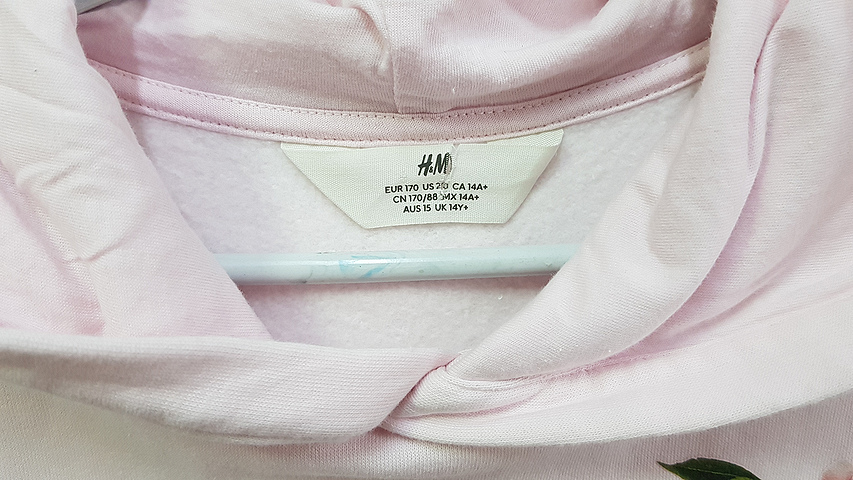 H&M
EUR 170 US 20 CA 14A+
CN 170/88 MX 14A+
AUS 15 UK 14Y+